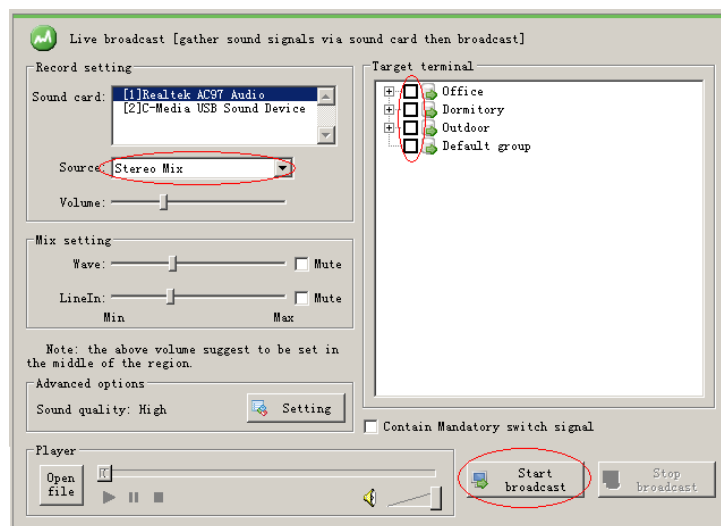 Live broadcast [gather sound signals via sound card then broadcast]
Record setting
Sound card:
[1]Realtek AC97 Audio
[2]C-Media USB Sound Device
Source:
Stereo Mix
Volume:
Mix setting
Wave:
Mute
LineIn:
Mute
Min
Max
Note: the above volume suggest to be set in
the middle of the region.
Advanced options
Sound quality: High
Setting
Target terminal
Office
Dormitory
Outdoor
Default group
Contain Mandatory switch signal
Player
Open
file
Start
broadcast
Stop
broadcast